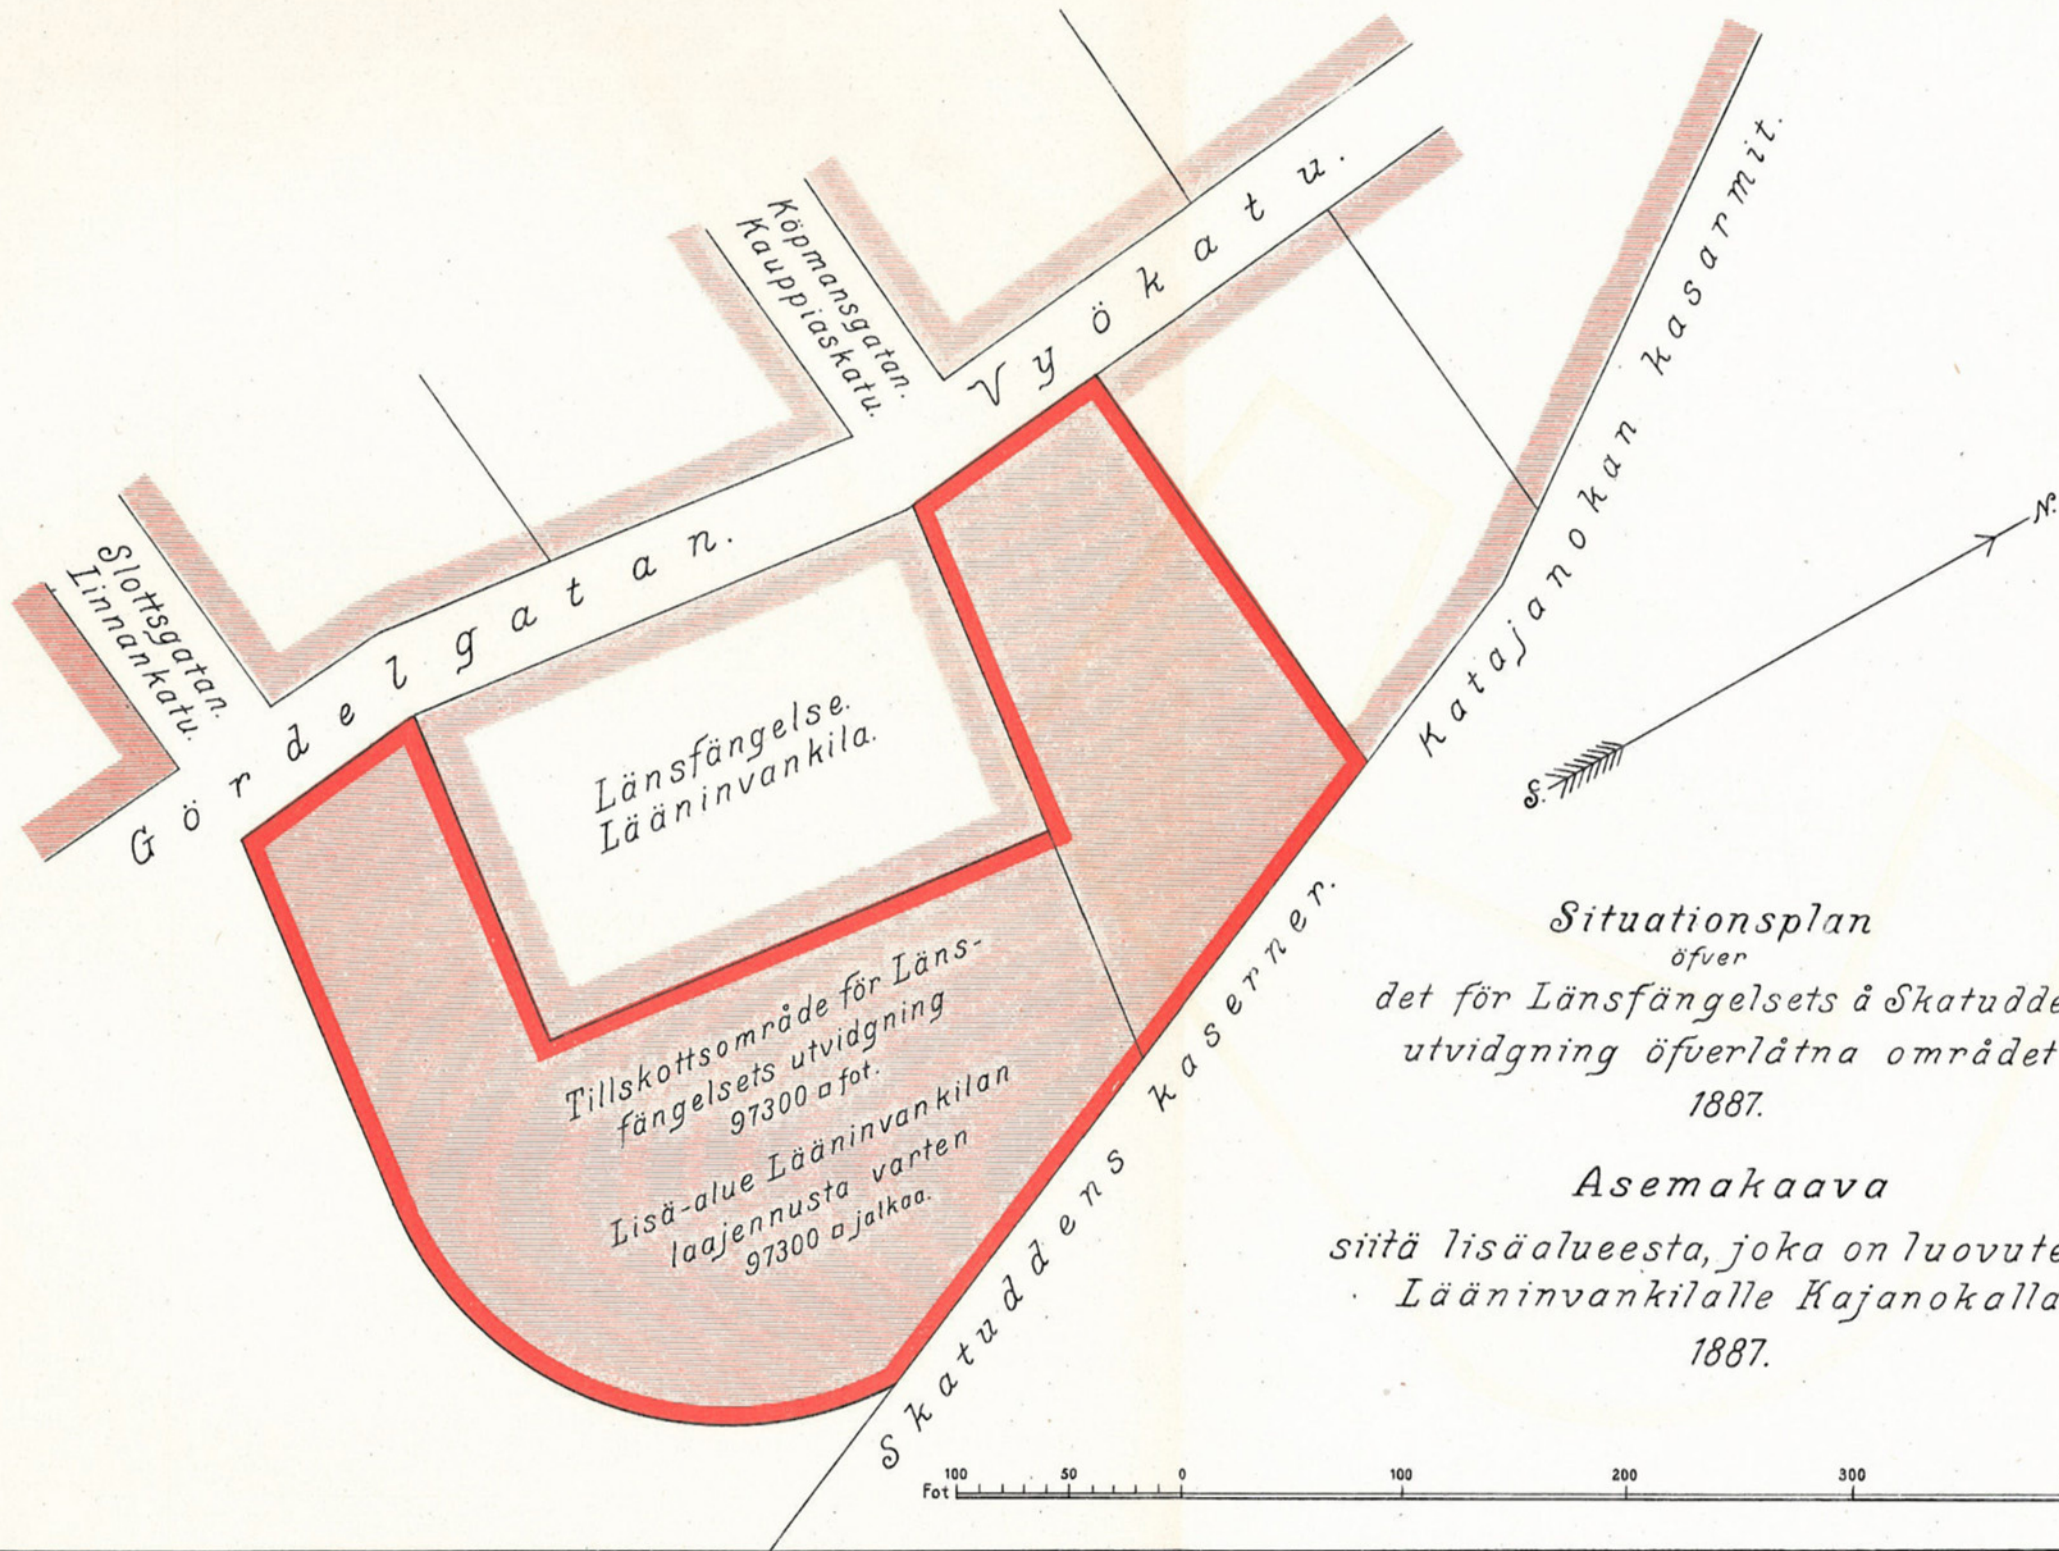 Köpmansgatan.
Kauppiaskatu.
Vyökatu.
Slottsgatan.
Linnankatu.
Gördelgatan.
Länsfängelse.
Lääninvankila.
Katajanokan kasarmit.
N.
S.
Tillskottsområde för Läns-
fängelsets utvidgning
97300 □ fot.
Lisä-alue Lääninvankilan
laajennusta varten
97300 □ jalkaa.
Skatuddens kaserner.
Situationsplan
öfver
det för Länsfängelsets å Skatudde
utvidgning öfverlåtna området
1887.
Asemakaava
siitä lisäalueesta, joka on luovute
Lääninvankilalle Kajanokalla
1887.
Fot 100 50 0 100 200 300